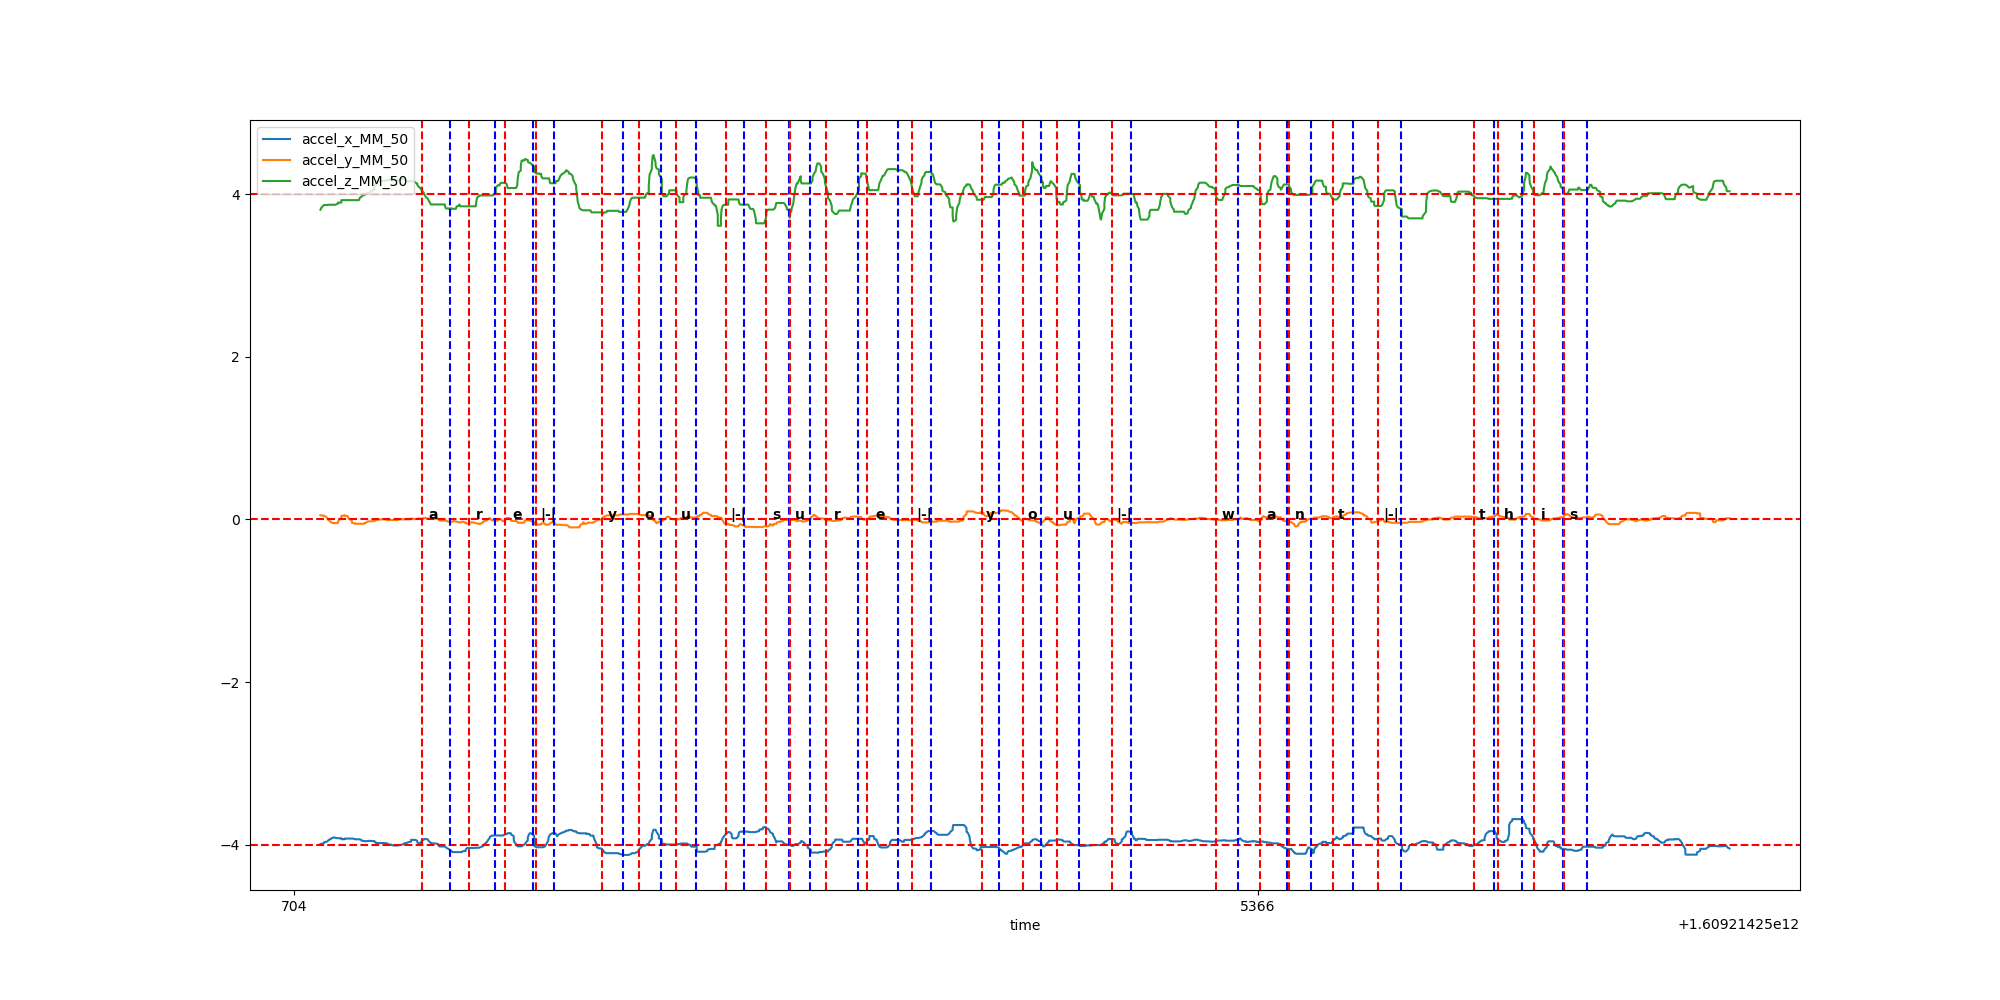 accel_x_MM_50
accel_y_MM_50
accel_z_MM_50
4
2
0
−2
−4
a r e |-| y o u |-| s u r e |-| y o u |-| w a n t |-| t h i s
704 5366
time
+1.60921425e12